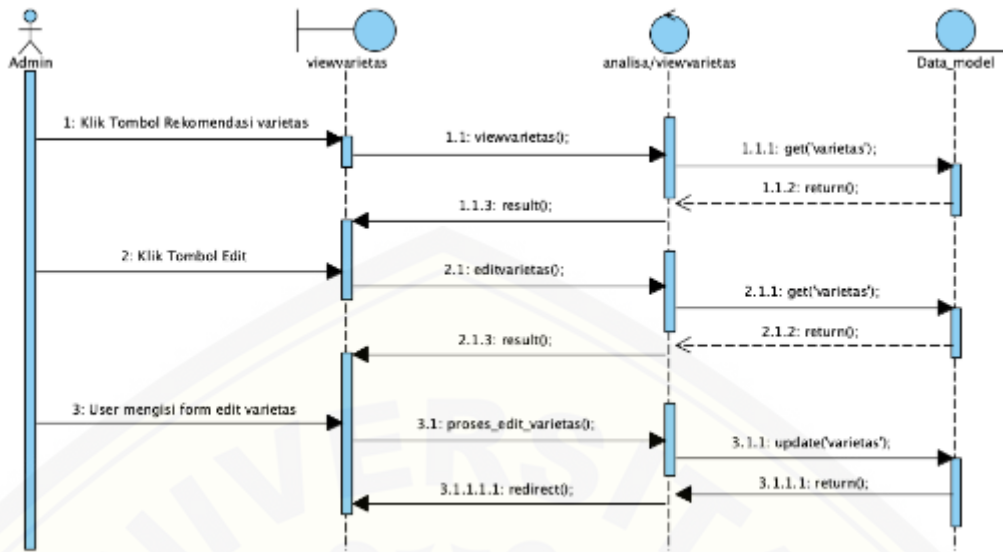 Admin
viewvarietas
analisa/viewvarietas
Data_model
1: Klik Tombol Rekomendasi varietas
1.1: viewvarietas();
1.1.1: get('varietas');
1.1.2: return();
1.1.3: result();
2: Klik Tombol Edit
2.1: editvarietas();
2.1.1: get('varietas');
2.1.2: return();
2.1.3: result();
3: User mengisi form edit varietas
3.1: proses_edit_varietas();
3.1.1: update('varietas');
3.1.1.1: return();
3.1.1.1.1: redirect();